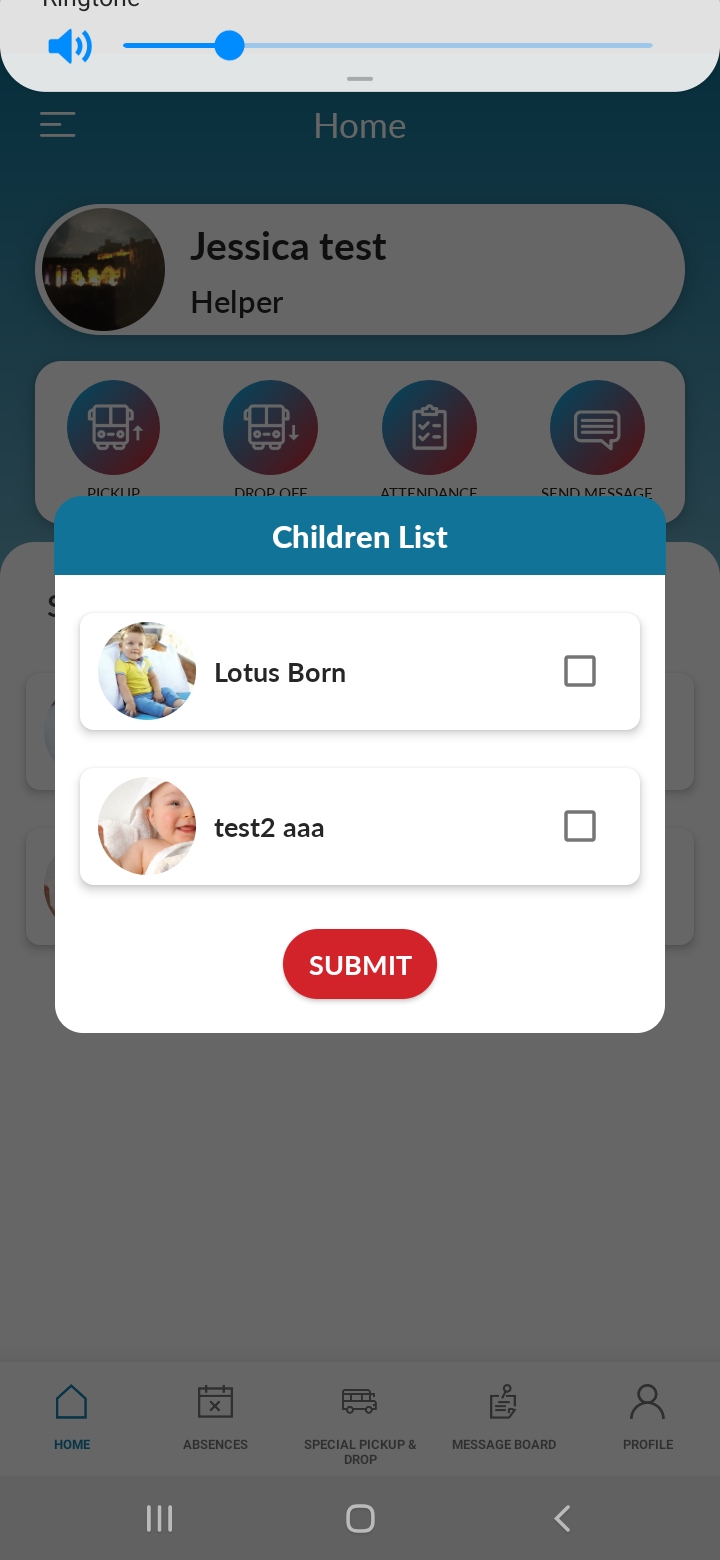 Ringtone
Home
Jessica test
Helper
PICKUP
DROP OFF
ATTENDANCE
SEND MESSAGE
Children List
Lotus Born
test2 aaa
SUBMIT
HOME
ABSENCES
SPECIAL PICKUP &
DROP
MESSAGE BOARD
PROFILE